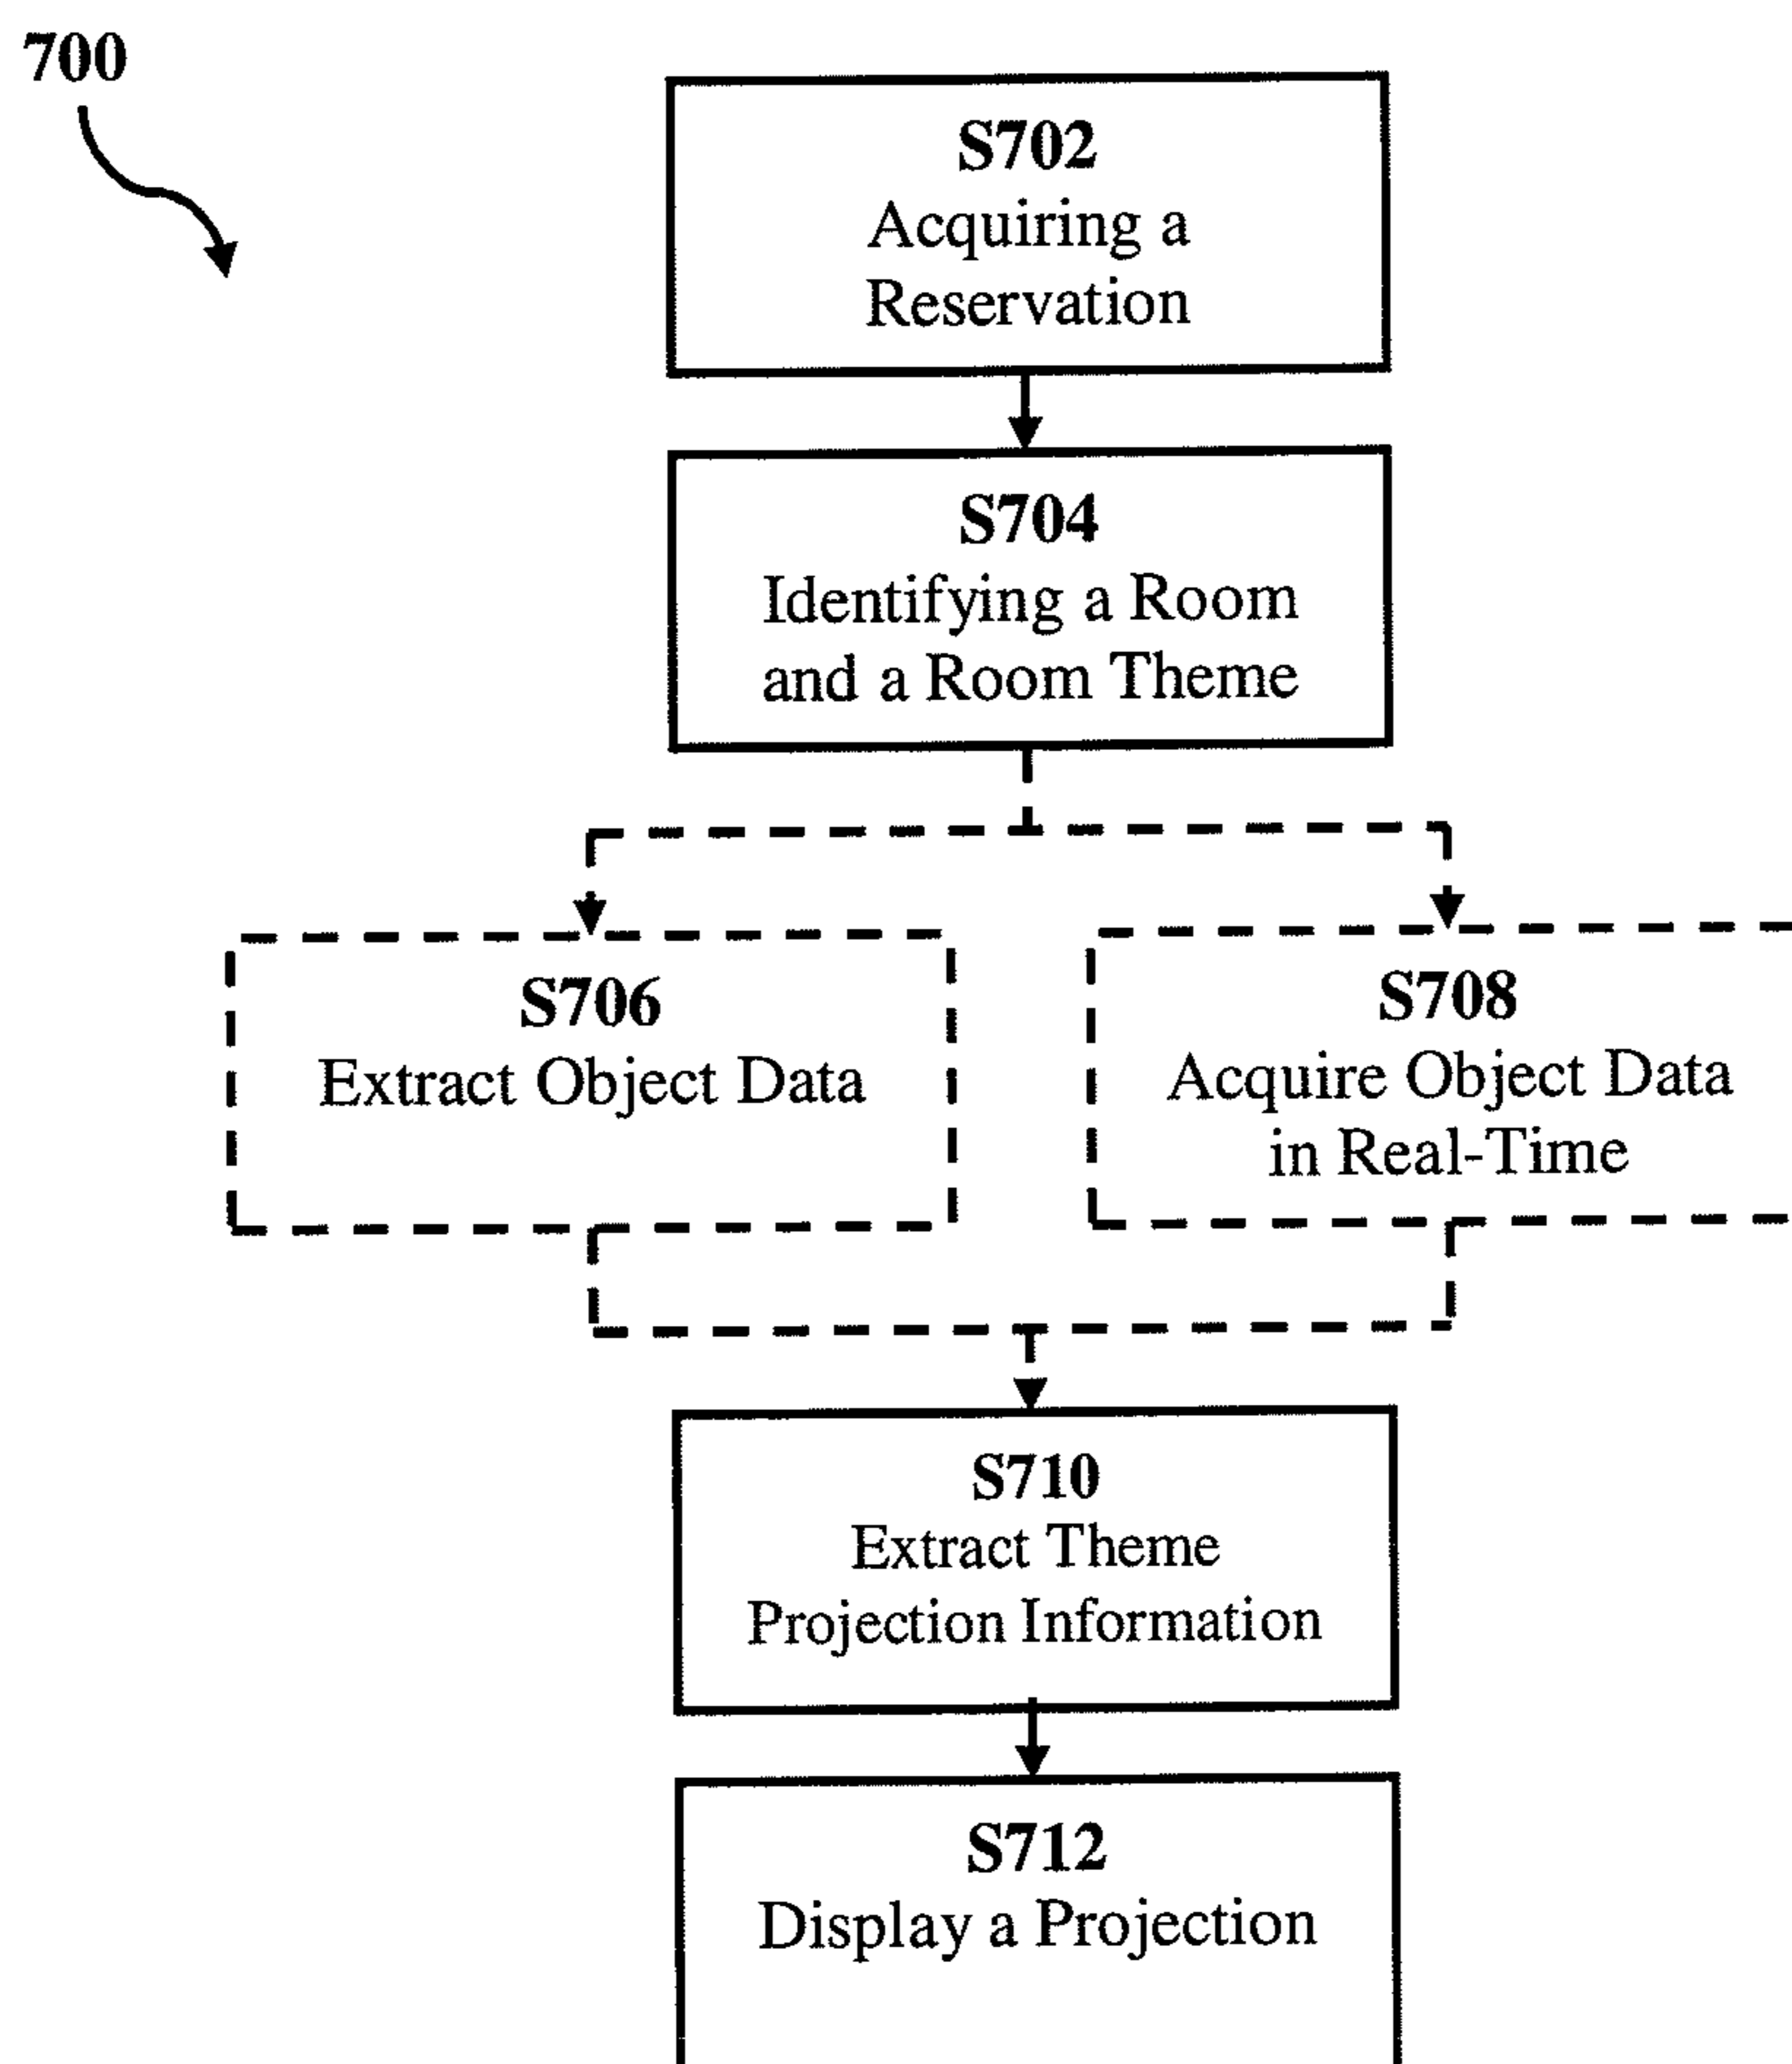 700
S702
Acquiring a
Reservation
S704
Identifying a Room
and a Room Theme
S706
Extract Object Data
S708
Acquire Object Data
in Real-Time
S710
Extract Theme
Projection Information
S712
Display a Projection